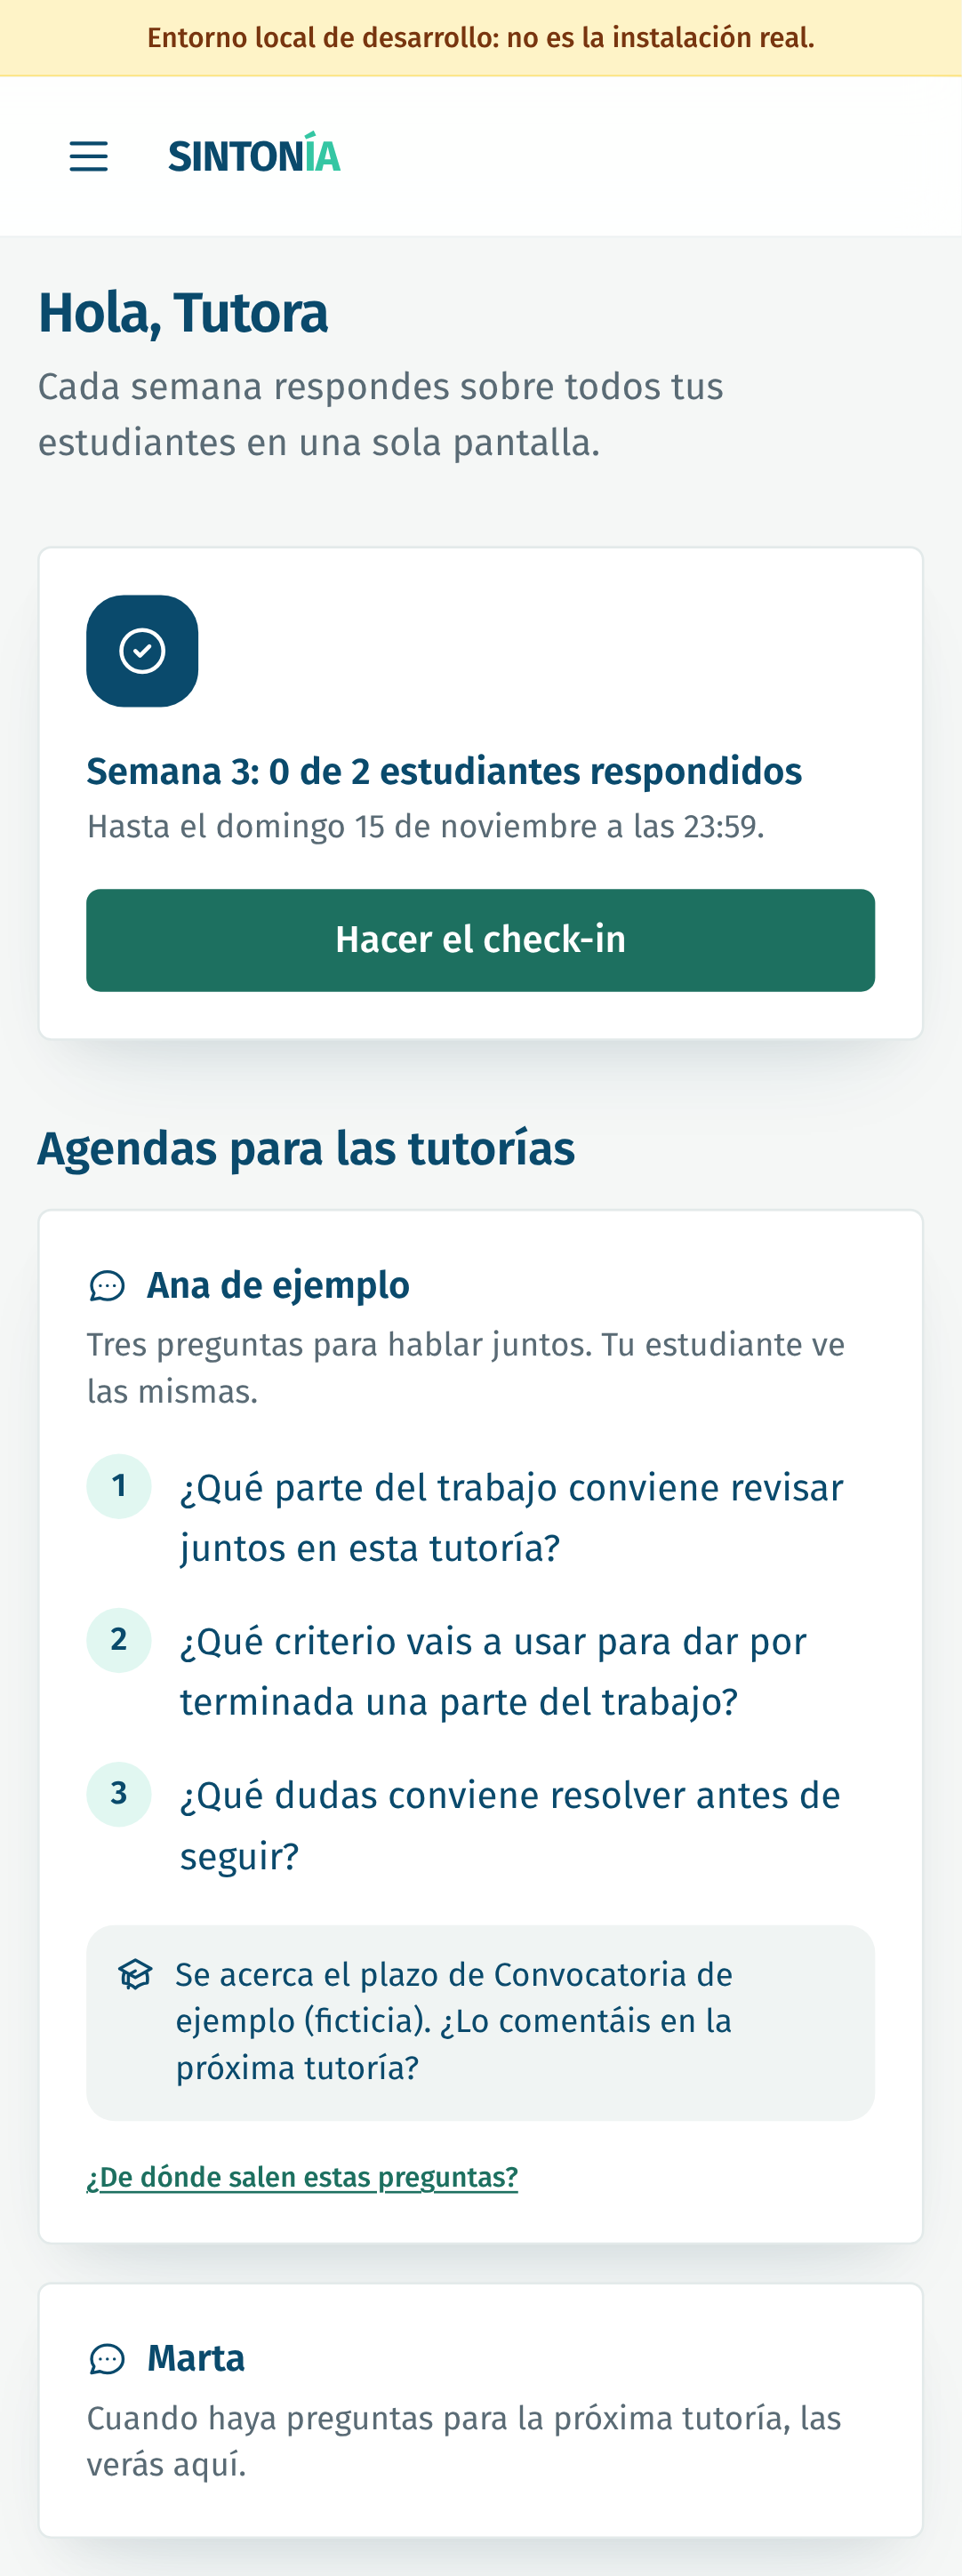 Entorno local de desarrollo: no es la instalación real.
SINTONÍA
Hola, Tutora
Cada semana respondes sobre todos tus
estudiantes en una sola pantalla.
Semana 3: 0 de 2 estudiantes respondidos
Hasta el domingo 15 de noviembre a las 23:59.
Hacer el check-in
Agendas para las tutorías
Ana de ejemplo
Tres preguntas para hablar juntos. Tu estudiante ve
las mismas.
1 ¿Qué parte del trabajo conviene revisar
juntos en esta tutoría?
2 ¿Qué criterio vais a usar para dar por
terminada una parte del trabajo?
3 ¿Qué dudas conviene resolver antes de
seguir?
Se acerca el plazo de Convocatoria de
ejemplo (ficticia). ¿Lo comentáis en la
próxima tutoría?
¿De dónde salen estas preguntas?
Marta
Cuando haya preguntas para la próxima tutoría, las
verás aquí.